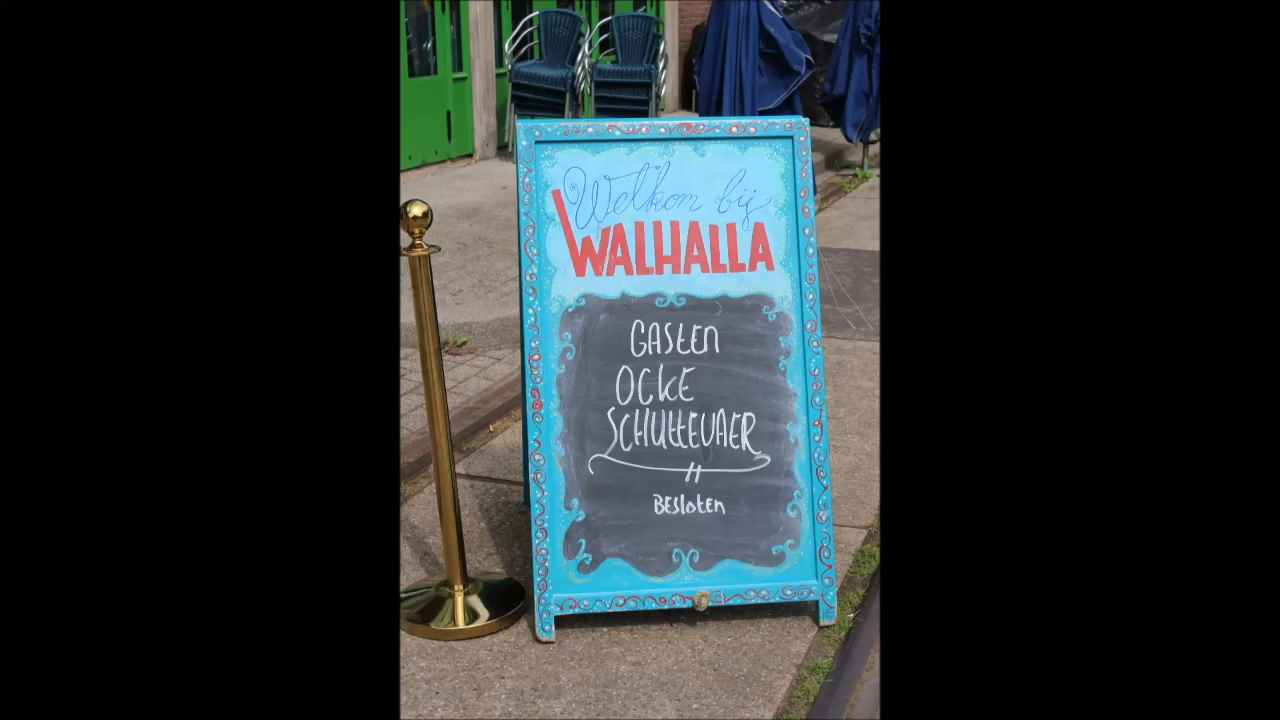 Welkom bij
WALHALLA
GASTEN
OCKE
SCHUTTEVAER
BESLOTEN